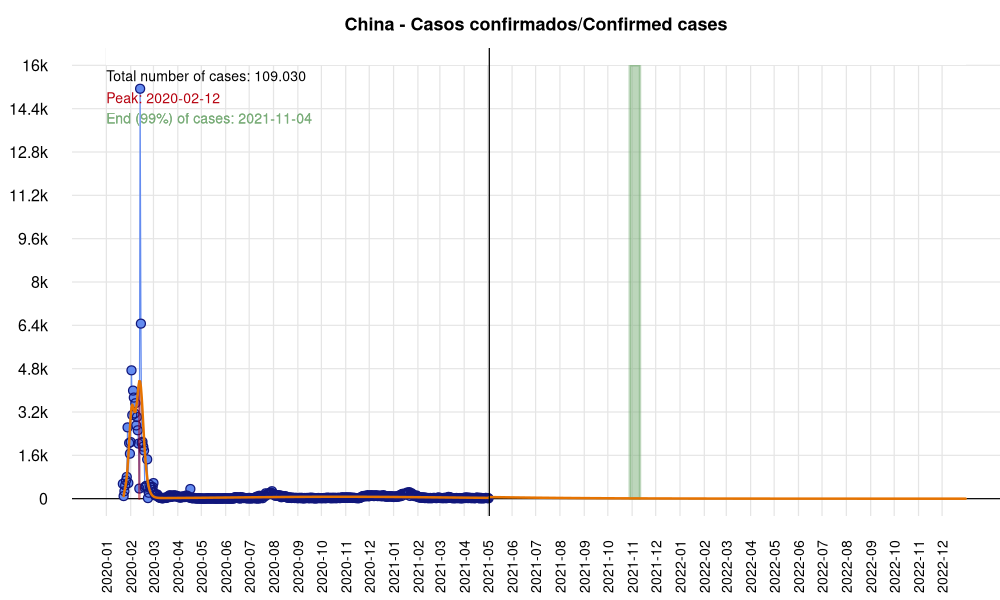 China - Casos confirmados/Confirmed cases
16k
14.4k
12.8k
11.2k
9.6k
8k
6.4k
4.8k
3.2k
1.6k
0
Total number of cases: 109.030
Peak: 2020-02-12
End (99%) of cases: 2021-11-04
2020-01
2020-02
2020-03
2020-04
2020-05
2020-06
2020-07
2020-08
2020-09
2020-10
2020-11
2020-12
2021-01
2021-02
2021-03
2021-04
2021-05
2021-06
2021-07
2021-08
2021-09
2021-10
2021-11
2021-12
2022-01
2022-02
2022-03
2022-04
2022-05
2022-06
2022-07
2022-08
2022-09
2022-10
2022-11
2022-12